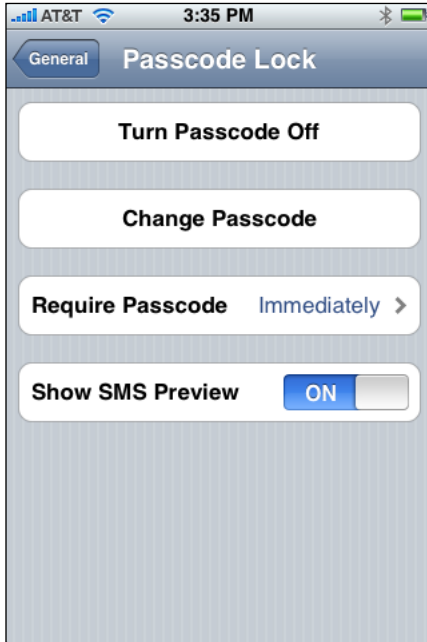 AT&T 3:35 PM
General Passcode Lock
Turn Passcode Off
Change Passcode
Require Passcode Immediately
Show SMS Preview ON